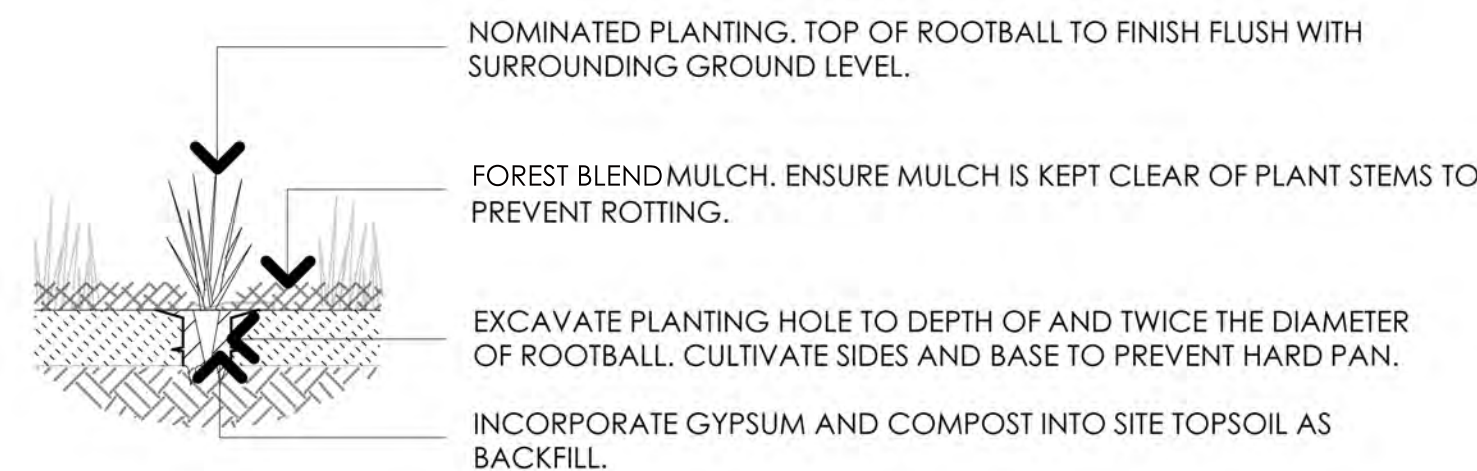 NOMINATED PLANTING. TOP OF ROOTBALL TO FINISH FLUSH WITH
SURROUNDING GROUND LEVEL.
FOREST BLEND MULCH. ENSURE MULCH IS KEPT CLEAR OF PLANT STEMS TO
PREVENT ROTTING.
EXCAVATE PLANTING HOLE TO DEPTH OF AND TWICE THE DIAMETER
OF ROOTBALL. CULTIVATE SIDES AND BASE TO PREVENT HARD PAN.
INCORPORATE GYPSUM AND COMPOST INTO SITE TOPSOIL AS
BACKFILL.